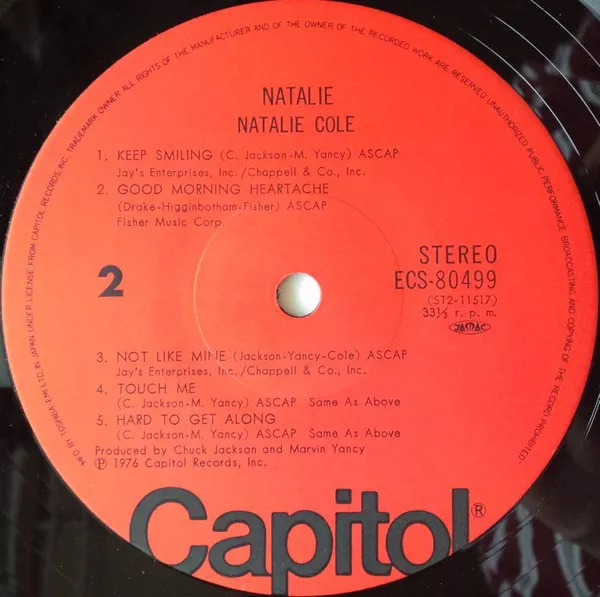 TRADEMARK OWNER ALL RIGHTS OF THE MANUFACTURER AND OF THE OWNER OF THE RECORDED WORK ARE RESERVED UNAUTHORIZED PUBLIC PERFORMANCE BROADCASTING AND COPYING OF THE RECORD PROHIBITED
MF'D BY TOSHIBA-EMI LTD. IN JAPAN UNDER LICENSE FROM CAPITOL RECORDS, INC.
NATALIE
NATALIE COLE
1. KEEP SMILING (C. Jackson-M. Yancy) ASCAP
Jay's Enterprises, Inc./Chappell & Co., Inc.
2. GOOD MORNING HEARTACHE
(Drake-Higginbotham-Fisher) ASCAP
Fisher Music Corp.
2
STEREO
ECS-80499
(ST2-11517)
33⅓ r. p. m.
JASRAC
3. NOT LIKE MINE (Jackson-Yancy-Cole) ASCAP
Jay's Enterprises, Inc./Chappell & Co., Inc.
4. TOUCH ME
(C. Jackson-M. Yancy) ASCAP Same As Above
5. HARD TO GET ALONG
(C. Jackson-M. Yancy) ASCAP Same As Above
Produced by Chuck Jackson and Marvin Yancy
℗ 1976 Capitol Records, Inc.
Capitol®